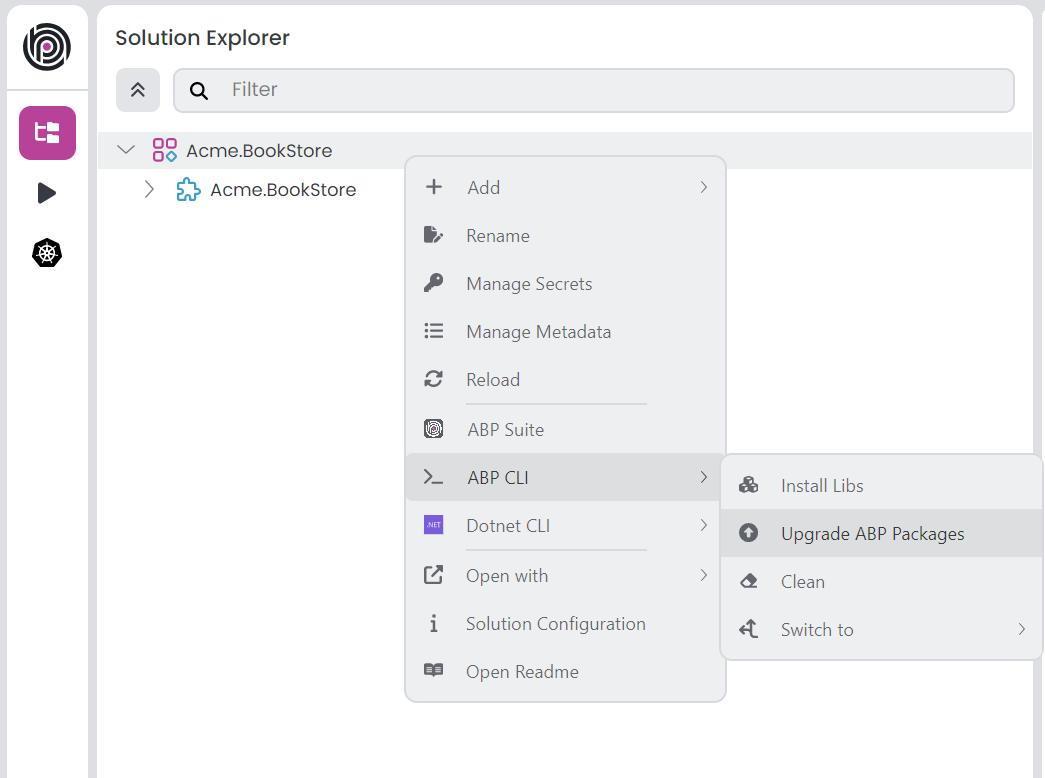 Solution Explorer
Filter
Acme.BookStore
Acme.BookStore
Add
Rename
Manage Secrets
Manage Metadata
Reload
ABP Suite
ABP CLI
.NET
Dotnet CLI
Open with
Solution Configuration
Open Readme
Install Libs
Upgrade ABP Packages
Clean
Switch to